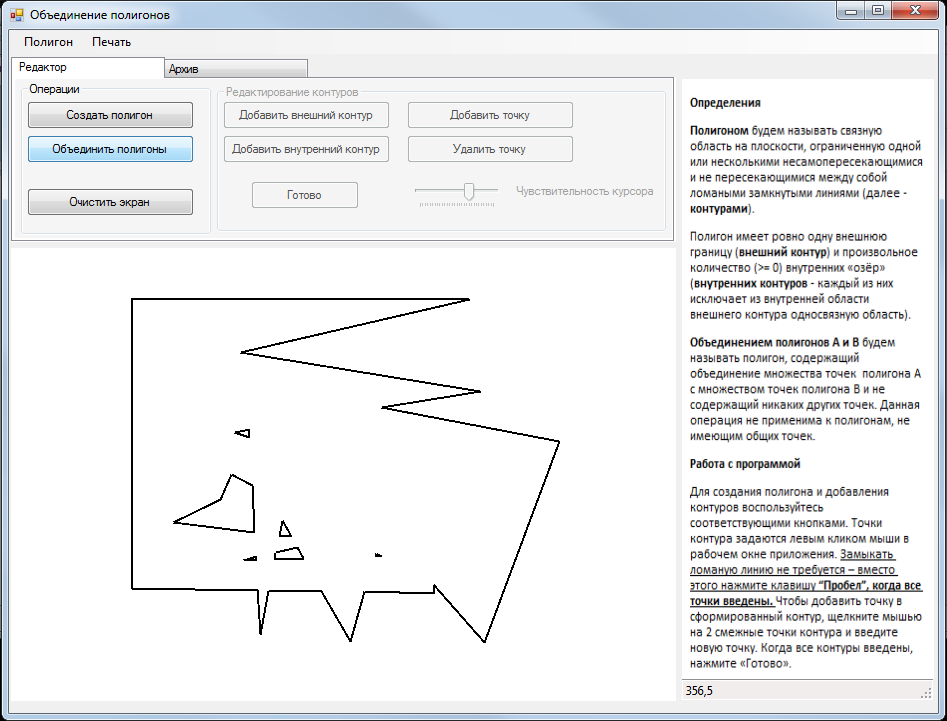 Объединение полигонов
Полигон Печать
Редактор Архив
Операции
Создать полигон
Объединить полигоны
Очистить экран
Редактирование контуров
Добавить внешний контур Добавить точку
Добавить внутренний контур Удалить точку
Готово Чувствительность курсора
Определения
Полигоном будем называть связную
область на плоскости, ограниченную одной
или несколькими несамопересекающимися
и не пересекающимися между собой
ломаными замкнутыми линиями (далее -
контурами).
Полигон имеет ровно одну внешнюю
границу (внешний контур) и произвольное
количество (>= 0) внутренних «озёр»
(внутренних контуров - каждый из них
исключает из внутренней области
внешнего контура односвязную область).
Объединением полигонов А и В будем
называть полигон, содержащий
объединение множества точек полигона А
с множеством точек полигона В и не
содержащий никаких других точек. Данная
операция не применима к полигонам, не
имеющим общих точек.
Работа с программой
Для создания полигона и добавления
контуров воспользуйтесь
соответствующими кнопками. Точки
контура задаются левым кликом мыши в
рабочем окне приложения. Замыкать
ломаную линию не требуется – вместо
этого нажмите клавишу “Пробел”, когда все
точки введены. Чтобы добавить точку в
сформированный контур, щелкните мышью
на 2 смежные точки контура и введите
новую точку. Когда все контуры введены,
нажмите «Готово».
356,5